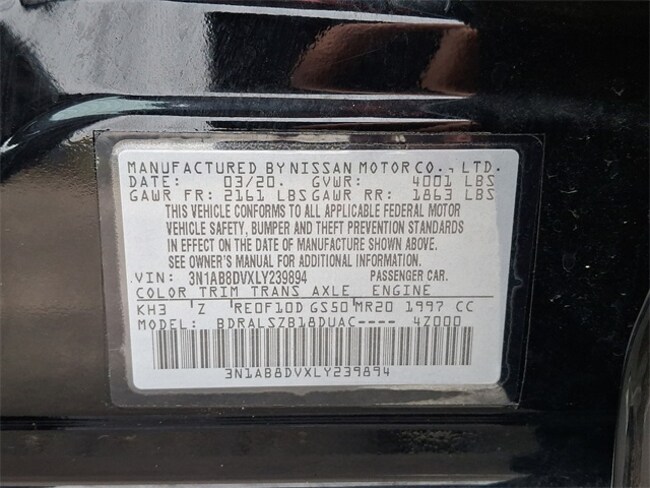 MANUFACTURED BY NISSAN MOTOR CO., LTD.
DATE: 03/20. GVWR: 4001 LBS
GAWR FR: 2161 LBS GAWR RR: 1863 LBS
THIS VEHICLE CONFORMS TO ALL APPLICABLE FEDERAL MOTOR
VEHICLE SAFETY, BUMPER AND THEFT PREVENTION STANDARDS
IN EFFECT ON THE DATE OF MANUFACTURE SHOWN ABOVE.
SEE OWNER'S MANUAL FOR ADDITIONAL INFORMATION.
VIN: 3N1AB8DVXLY239894 PASSENGER CAR.
COLOR TRIM TRANS AXLE ENGINE
KH3 Z RE0F10D GS50 MR20 1997 CC
MODEL: BDRALSZB18DUAC---- 4Z000
3N1AB8DVXLY239894